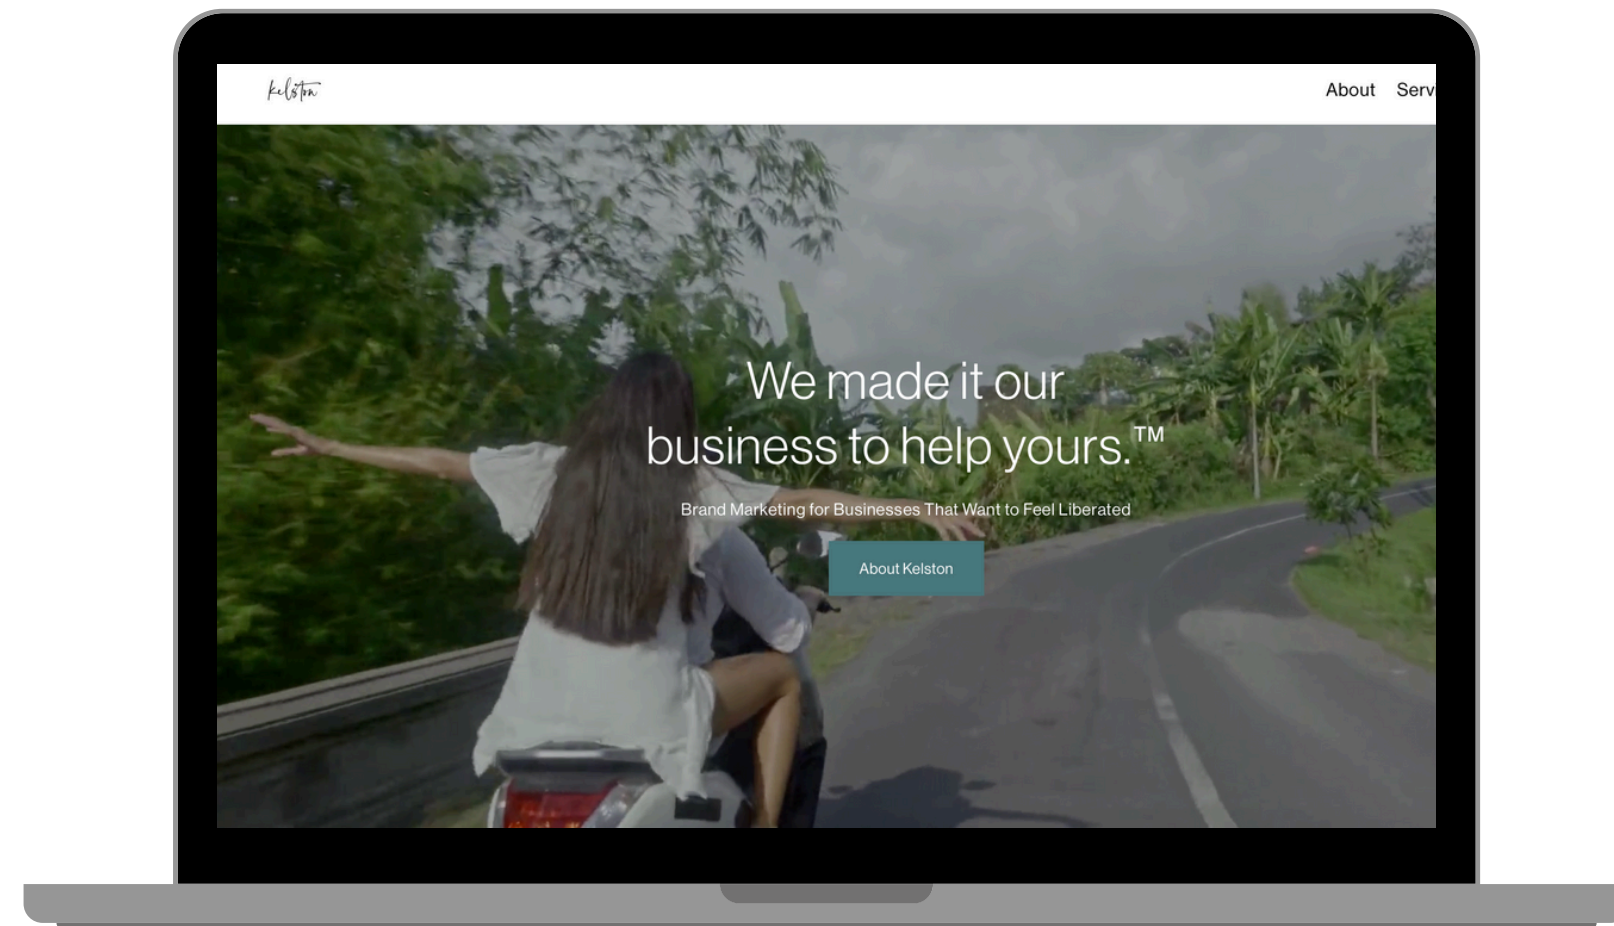 kelston
About Serv
We made it our
business to help yours.™
Brand Marketing for Businesses That Want to Feel Liberated
About Kelston